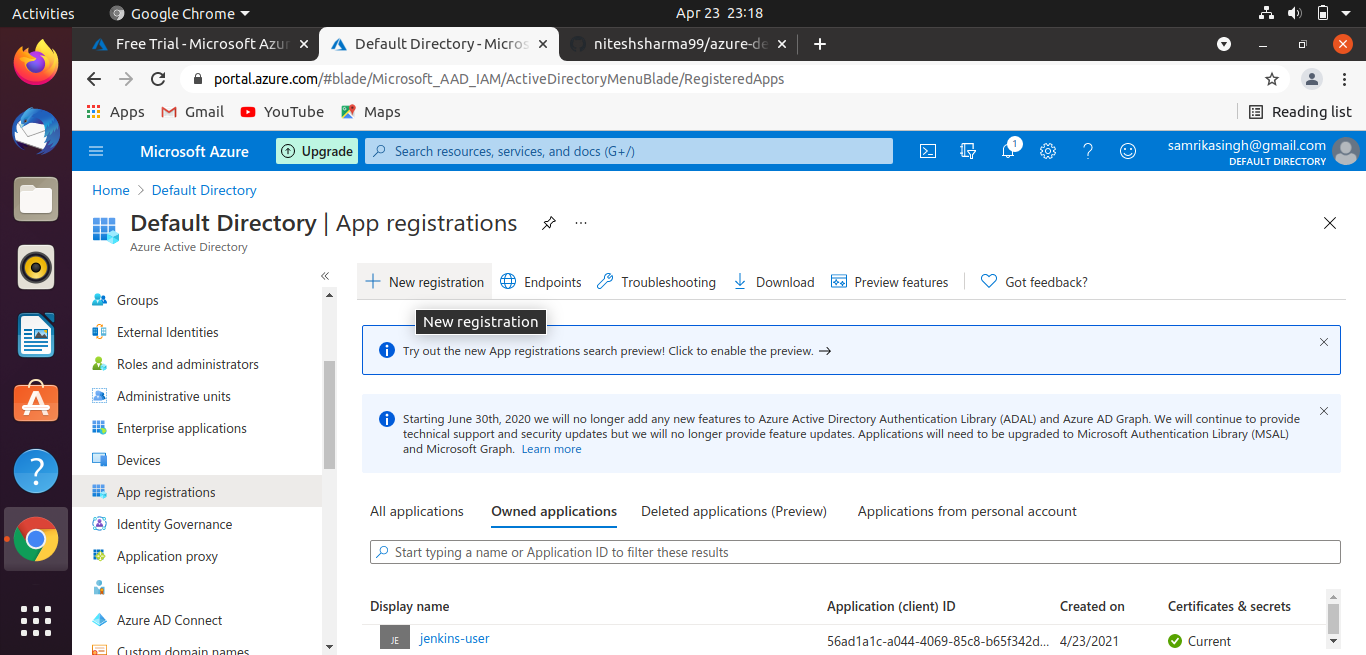 Activities
Google Chrome
Apr 23 23:18
Free Trial - Microsoft Azur
Default Directory - Micros
niteshsharma99/azure-de
portal.azure.com/#blade/Microsoft_AAD_IAM/ActiveDirectoryMenuBlade/RegisteredApps
Apps
Gmail
YouTube
Maps
Reading list
Microsoft Azure
Upgrade
Search resources, services, and docs (G+/)
1
samrikasingh@gmail.com
DEFAULT DIRECTORY
Home > Default Directory
Default Directory | App registrations
Azure Active Directory
Groups
External Identities
Roles and administrators
Administrative units
Enterprise applications
Devices
App registrations
Identity Governance
Application proxy
Licenses
Azure AD Connect
Custom domain names
New registration
Endpoints
Troubleshooting
Download
Preview features
Got feedback?
New registration
Try out the new App registrations search preview! Click to enable the preview. →
Starting June 30th, 2020 we will no longer add any new features to Azure Active Directory Authentication Library (ADAL) and Azure AD Graph. We will continue to provide
technical support and security updates but we will no longer provide feature updates. Applications will need to be upgraded to Microsoft Authentication Library (MSAL)
and Microsoft Graph. Learn more
All applications
Owned applications
Deleted applications (Preview)
Applications from personal account
Start typing a name or Application ID to filter these results
Display name
Application (client) ID
Created on
Certificates & secrets
JE
jenkins-user
56ad1a1c-a044-4069-85c8-b65f342d...
4/23/2021
Current